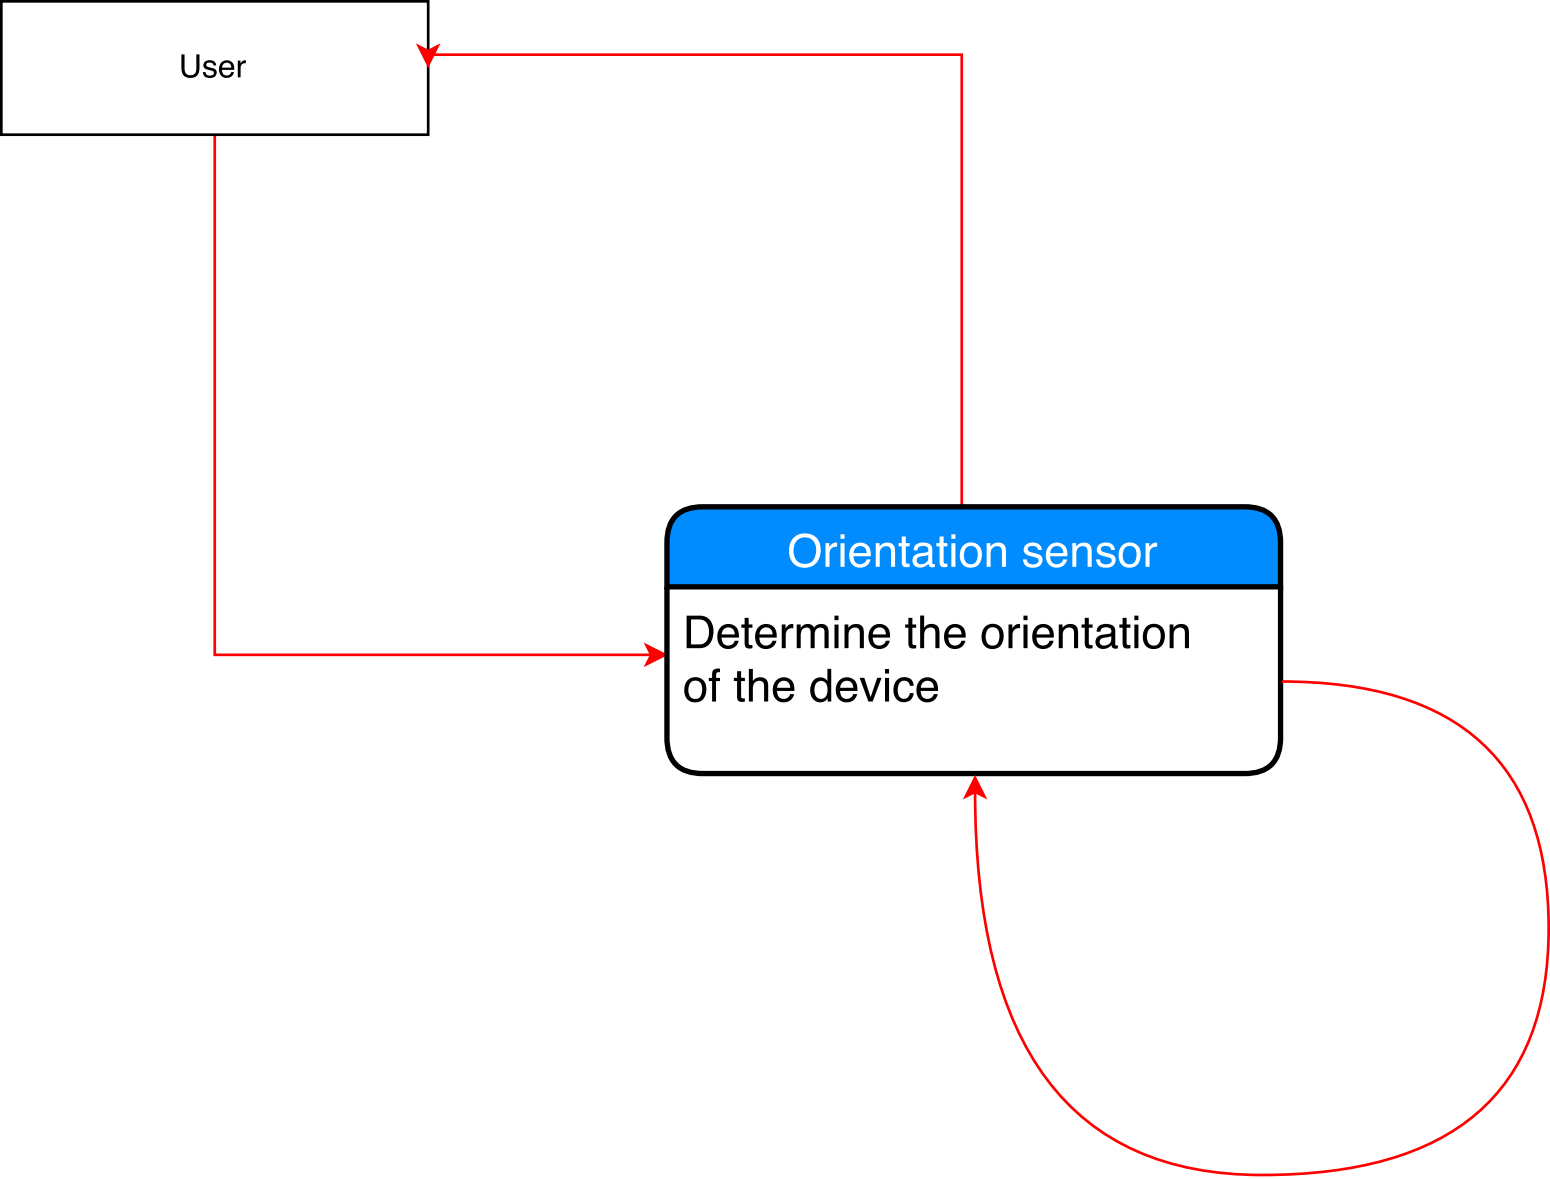 User
Orientation sensor
Determine the orientation
of the device